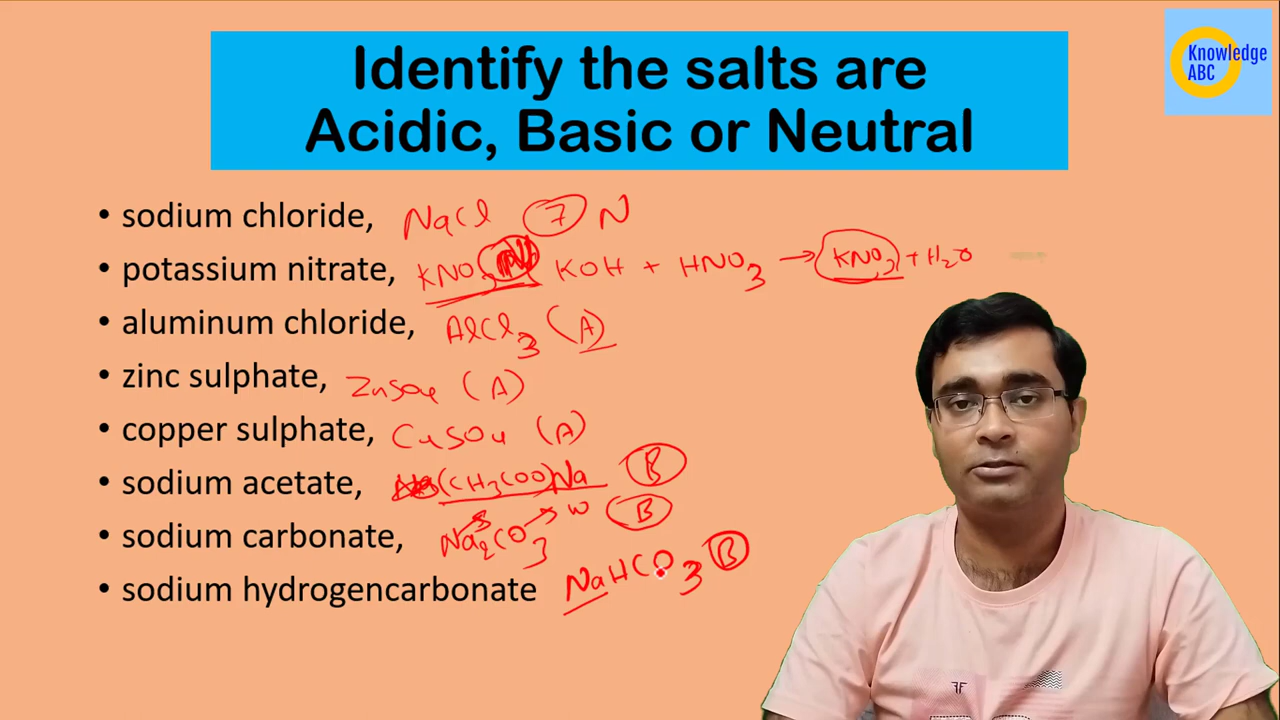 Knowledge
ABC
Identify the salts are
Acidic, Basic or Neutral
• sodium chloride, NaCl 7 N
• potassium nitrate, KNO3 KOH + HNO3 → KNO3 + H2O
• aluminum chloride, AlCl3 (A)
• zinc sulphate, ZnSO4 (A)
• copper sulphate, CuSO4 (A)
• sodium acetate, (CH3COO)Na B
• sodium carbonate, Na2CO3 S W B
• sodium hydrogencarbonate NaHCO3 B